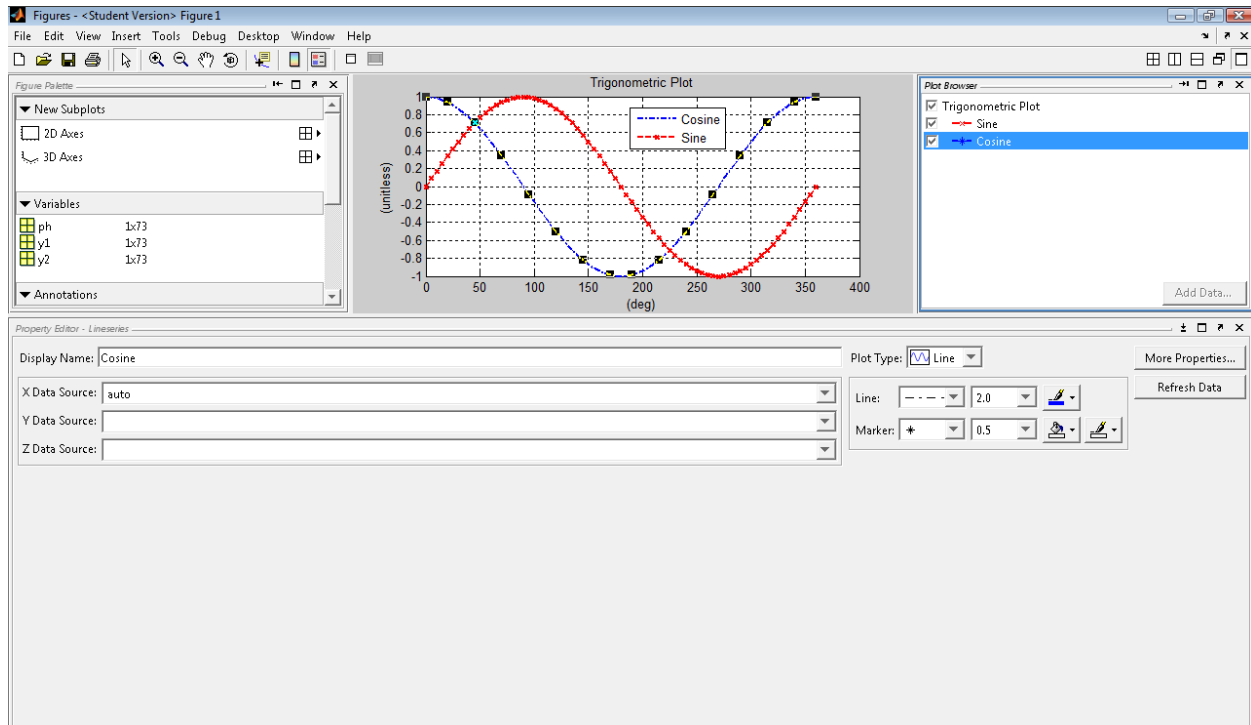 Figures - <Student Version> Figure 1
File Edit View Insert Tools Debug Desktop Window Help
Figure Palette
New Subplots
2D Axes
3D Axes
Variables
ph 1x73
y1 1x73
y2 1x73
Annotations
Trigonometric Plot
1
0.8
0.6
0.4
0.2
0
-0.2
-0.4
-0.6
-0.8
-1
(unitless)
Cosine
Sine
0 50 100 150 200 250 300 350 400
(deg)
Plot Browser
Trigonometric Plot
Sine
Cosine
Add Data...
Property Editor - Lineseries
Display Name: Cosine
Plot Type: Line
More Properties...
X Data Source: auto
Line: 2.0
Refresh Data
Y Data Source:
Marker: 0.5
Z Data Source: